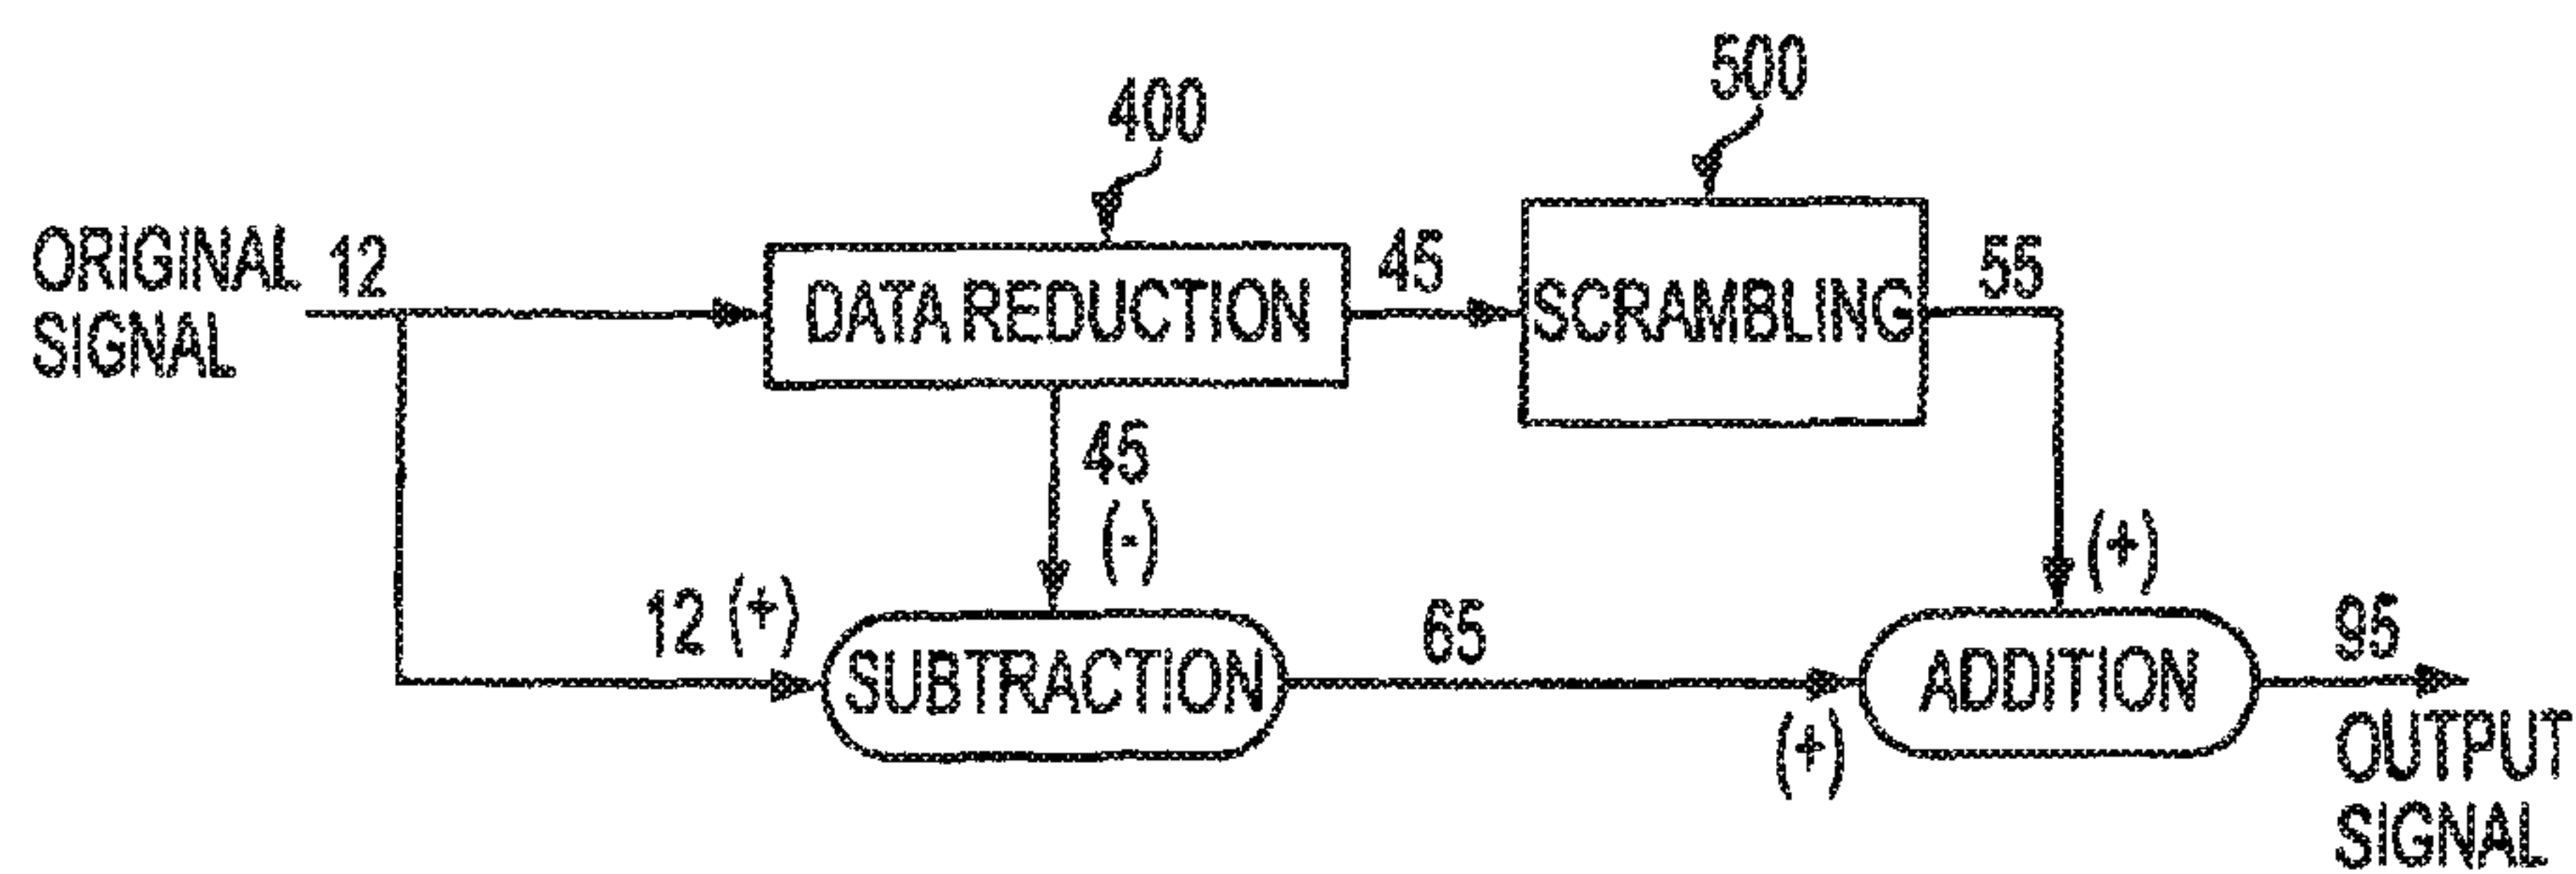 500
400
ORIGINAL
SIGNAL
12
DATA REDUCTION
45
SCRAMBLING
55
45
(-)
(+)
12 (+)
SUBTRACTION
65
(+)
ADDITION
95
OUTPUT
SIGNAL